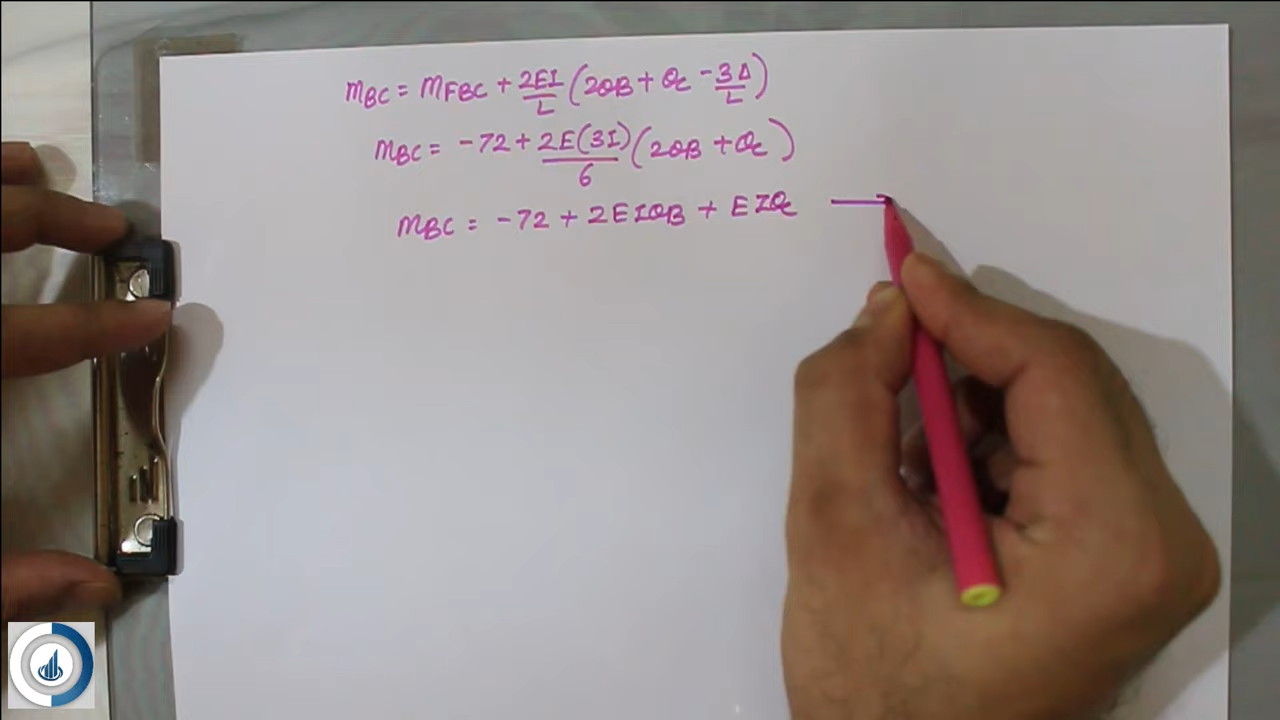 MBC = MFBC + 2EI/L (2θB + θC - 3Δ/L)
MBC = -72 + 2E(3I)/6 (2θB + θC)
MBC = -72 + 2EIθB + EIθC —